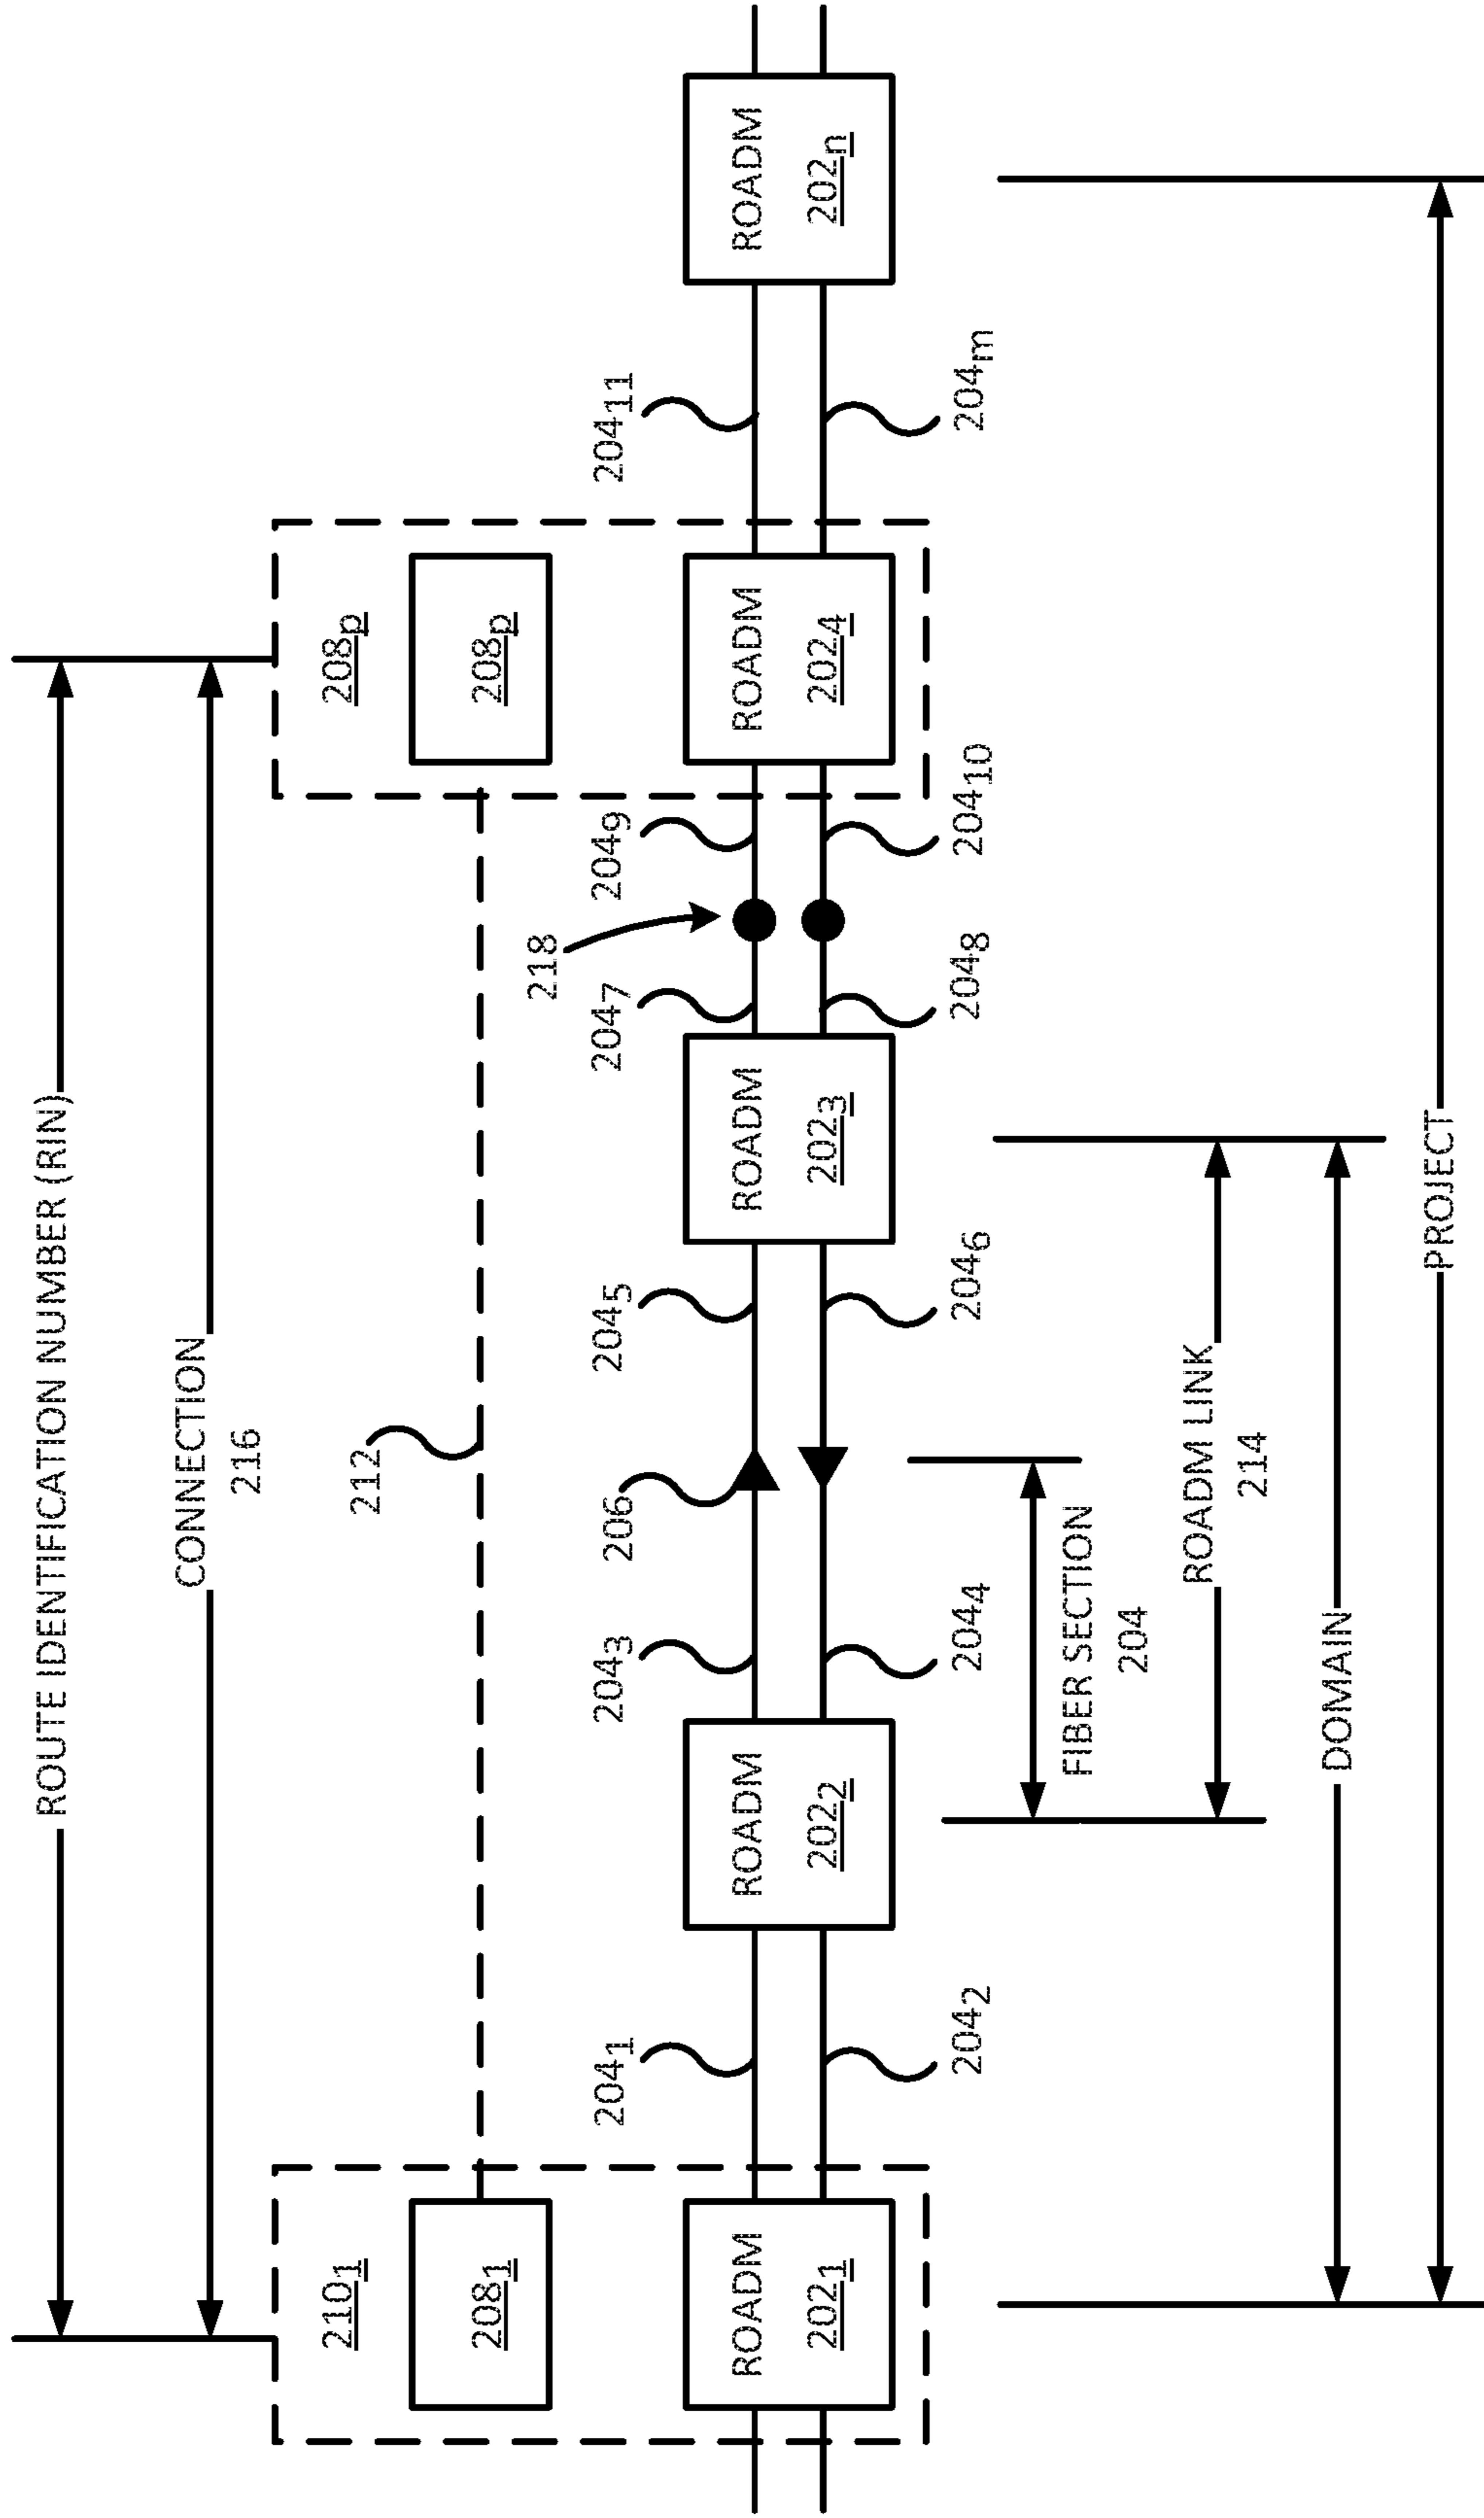 ROUTE IDENTIFICATION NUMBER (RIN)
CONNECTION
216
210₁
208ₚ
212
208₁
208ₚ
218
204₁
204₃
206
204₅
204₇
204₉
204₁₁
ROADM
202₁
ROADM
202₂
ROADM
202₃
ROADM
202₄
ROADM
202ₙ
204₂
204₄
204₆
204₈
204₁₀
204ₘ
FIBER SECTION
204
ROADM LINK
214
DOMAIN
PROJECT